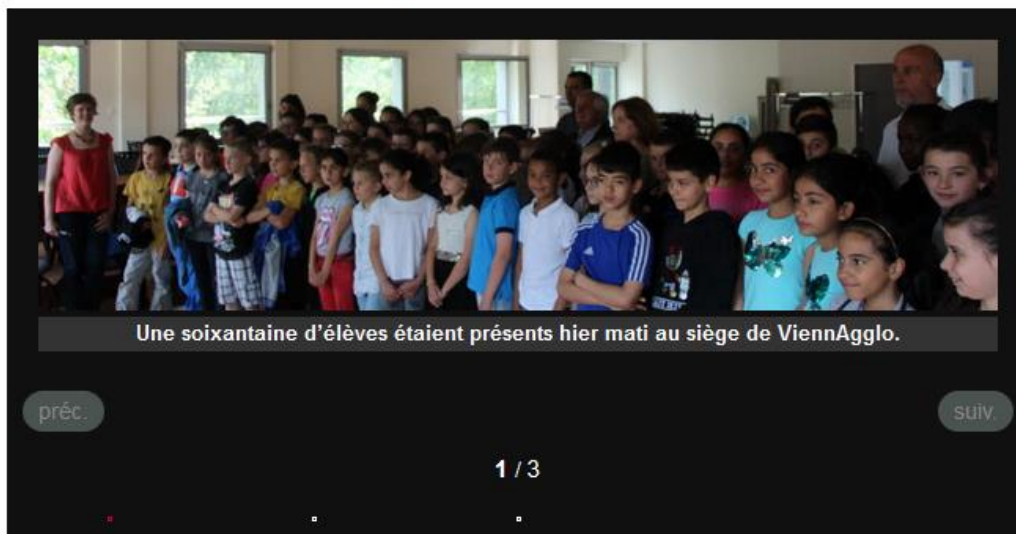 Une soixantaine d'élèves étaient présents hier mati au siège de ViennAgglo.
préc.
suiv.
1 / 3